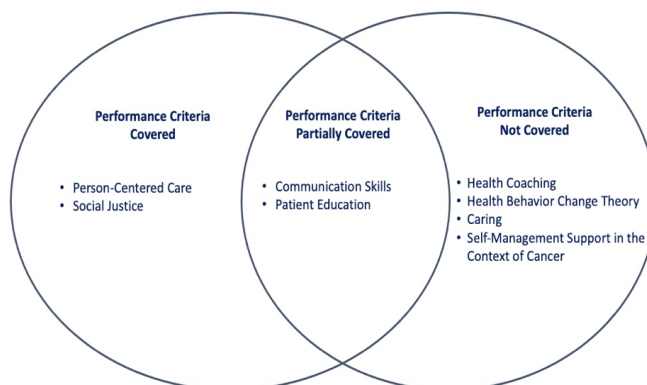 Performance Criteria
Covered
• Person-Centered Care
• Social Justice
Performance Criteria
Partially Covered
• Communication Skills
• Patient Education
Performance Criteria
Not Covered
• Health Coaching
• Health Behavior Change Theory
• Caring
• Self-Management Support in the
Context of Cancer